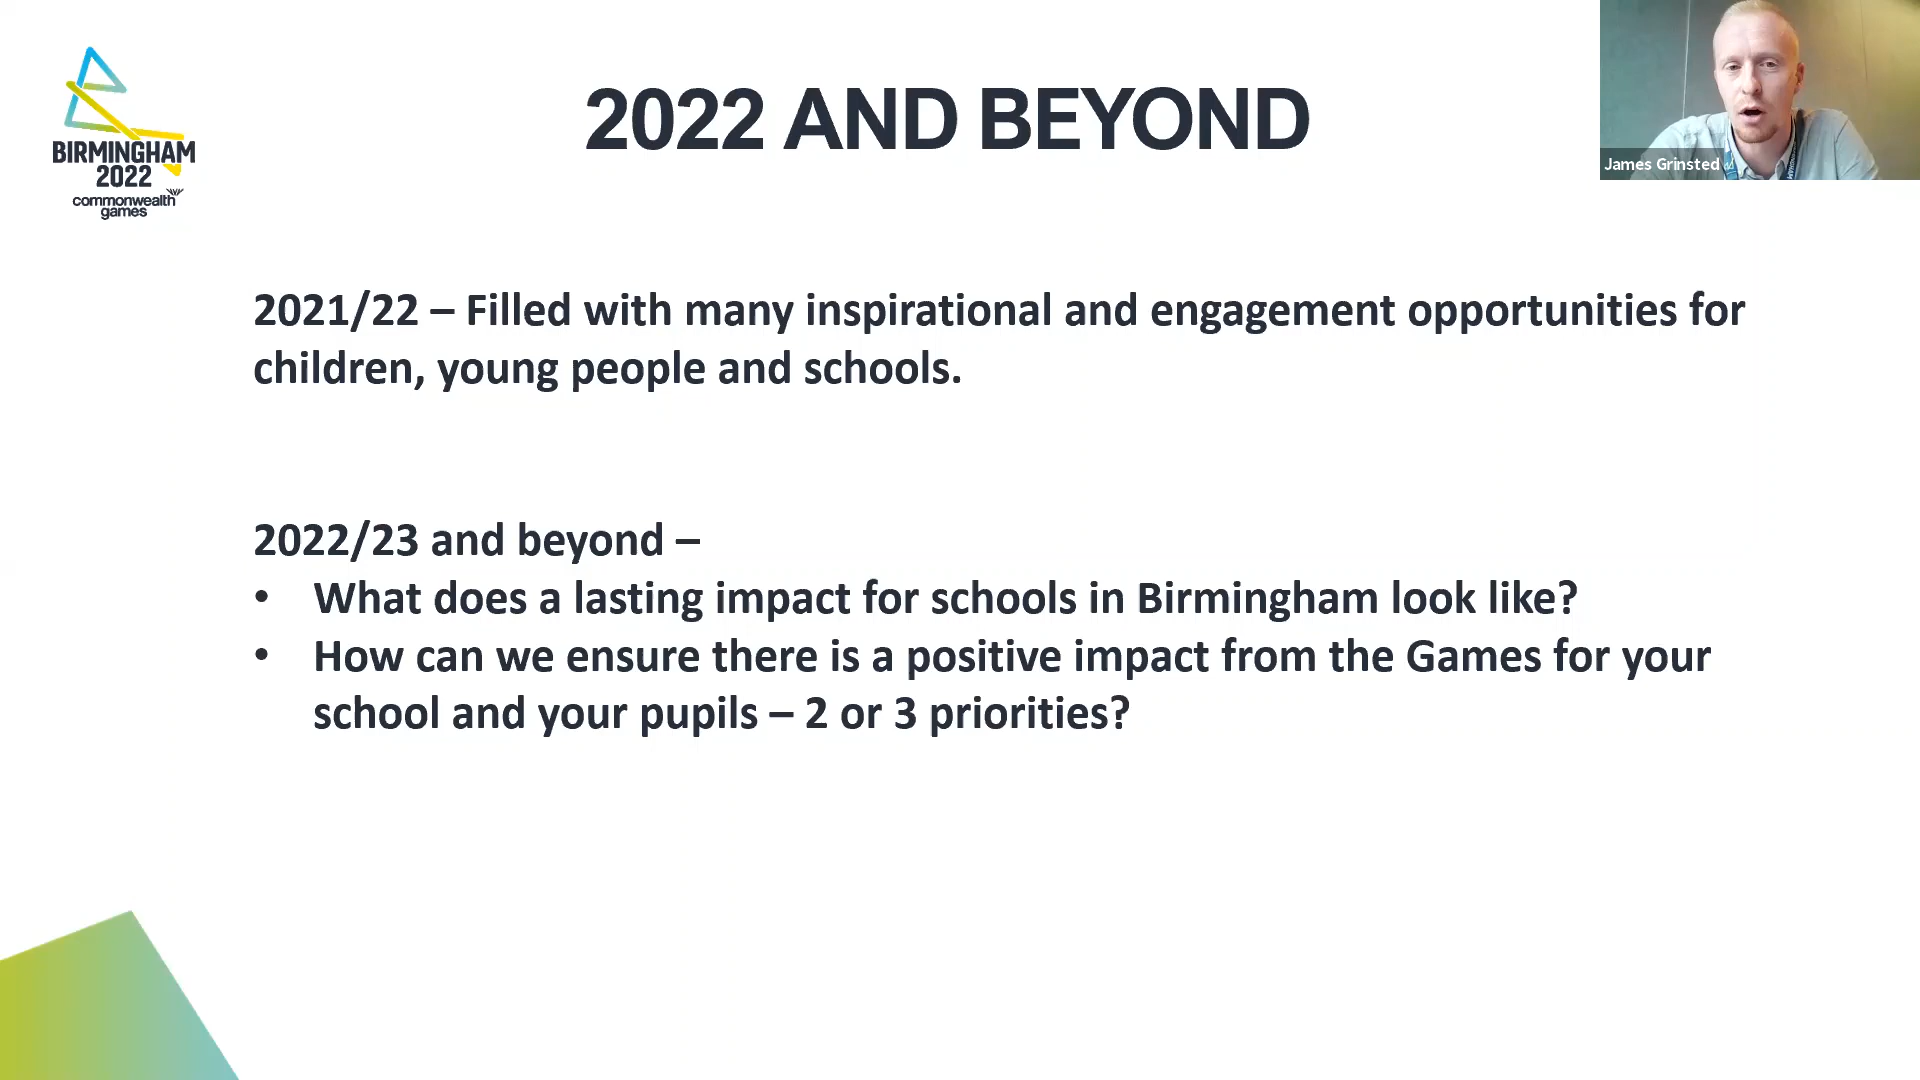 BIRMINGHAM
2022
commonwealth
games
2022 AND BEYOND
James Grinsted
2021/22 – Filled with many inspirational and engagement opportunities for
children, young people and schools.
2022/23 and beyond –
• What does a lasting impact for schools in Birmingham look like?
• How can we ensure there is a positive impact from the Games for your
school and your pupils – 2 or 3 priorities?